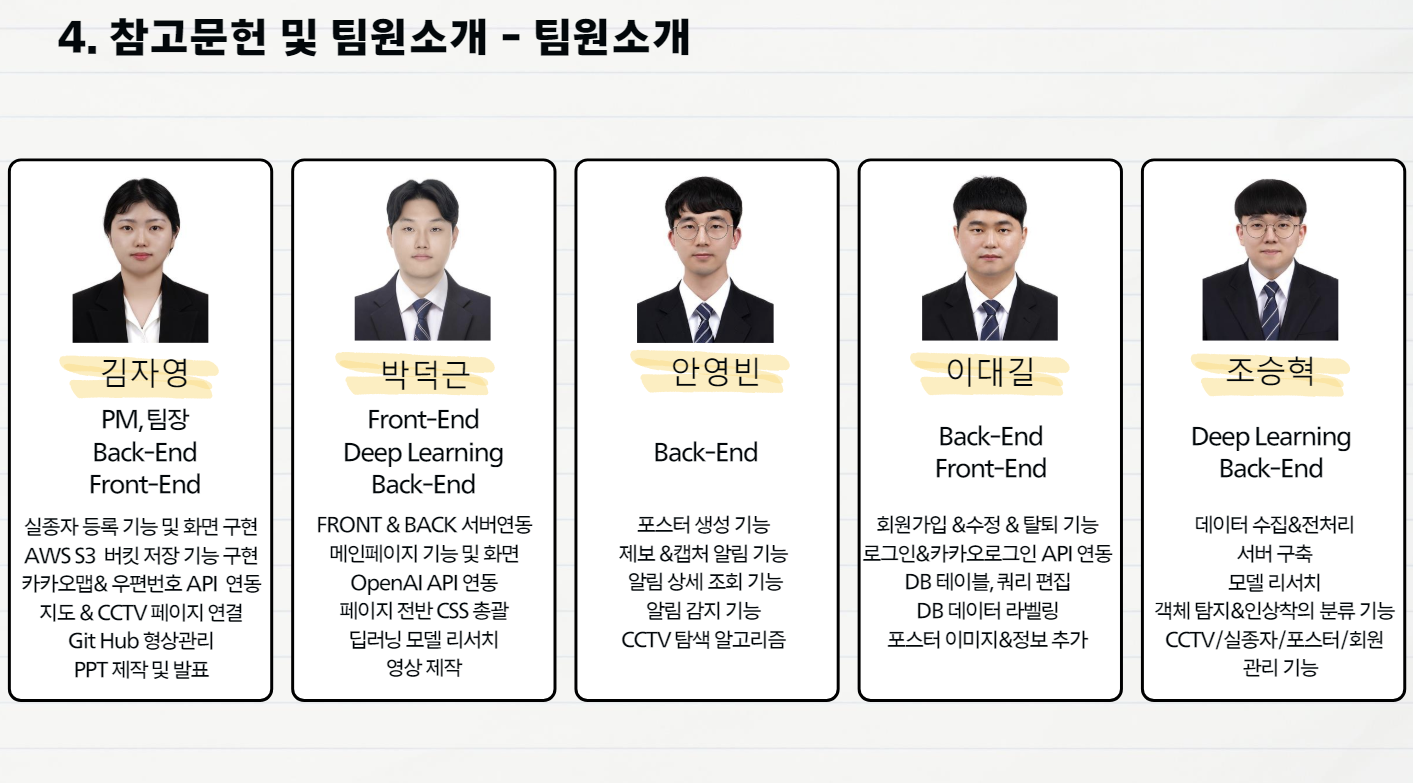 4. 참고문헌 및 팀원소개 - 팀원소개
김자영
PM, 팀장
Back-End
Front-End
실종자 등록 기능 및 화면 구현
AWS S3 버킷 저장 기능 구현
카카오맵& 우편번호 API 연동
지도 & CCTV 페이지 연결
Git Hub 형상관리
PPT 제작 및 발표
박덕근
Front-End
Deep Learning
Back-End
FRONT & BACK 서버연동
메인페이지 기능 및 화면
OpenAI API 연동
페이지 전반 CSS 총괄
딥러닝 모델 리서치
영상 제작
안영빈
Back-End
포스터 생성 기능
제보 &캡처 알림 기능
알림 상세 조회 기능
알림 감지 기능
CCTV 탐색 알고리즘
이대길
Back-End
Front-End
회원가입 &수정 & 탈퇴 기능
로그인&카카오로그인 API 연동
DB 테이블, 쿼리 편집
DB 데이터 라벨링
포스터 이미지&정보 추가
조승혁
Deep Learning
Back-End
데이터 수집&전처리
서버 구축
모델 리서치
객체 탐지&인상착의 분류 기능
CCTV/실종자/포스터/회원
관리 기능